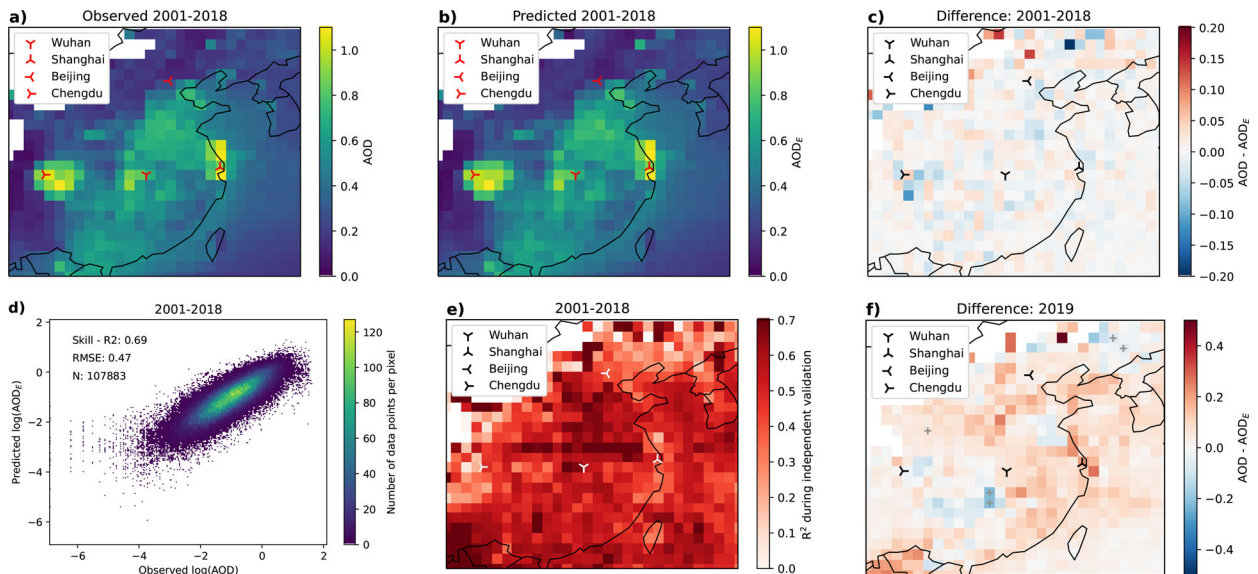 a)
Observed 2001-2018
Wuhan
Shanghai
Beijing
Chengdu
1.0
0.8
0.6
0.4
0.2
0.0
AOD
b)
Predicted 2001-2018
Wuhan
Shanghai
Beijing
Chengdu
1.0
0.8
0.6
0.4
0.2
0.0
AOD_E
c)
Difference: 2001-2018
Wuhan
Shanghai
Beijing
Chengdu
0.20
0.15
0.10
0.05
0.00
−0.05
−0.10
−0.15
−0.20
AOD - AOD_E
d)
2001-2018
Skill - R2: 0.69
RMSE: 0.47
N: 107883
2
0
−2
−4
−6
Predicted log(AOD_E)
−6
−4
−2
0
2
Observed log(AOD)
120
100
80
60
40
20
0
Number of data points per pixel
e)
2001-2018
Wuhan
Shanghai
Beijing
Chengdu
0.7
0.6
0.5
0.4
0.3
0.2
0.1
0.0
R² during independent validation
f)
Difference: 2019
Wuhan
Shanghai
Beijing
Chengdu
0.4
0.2
0.0
−0.2
−0.4
AOD - AOD_E